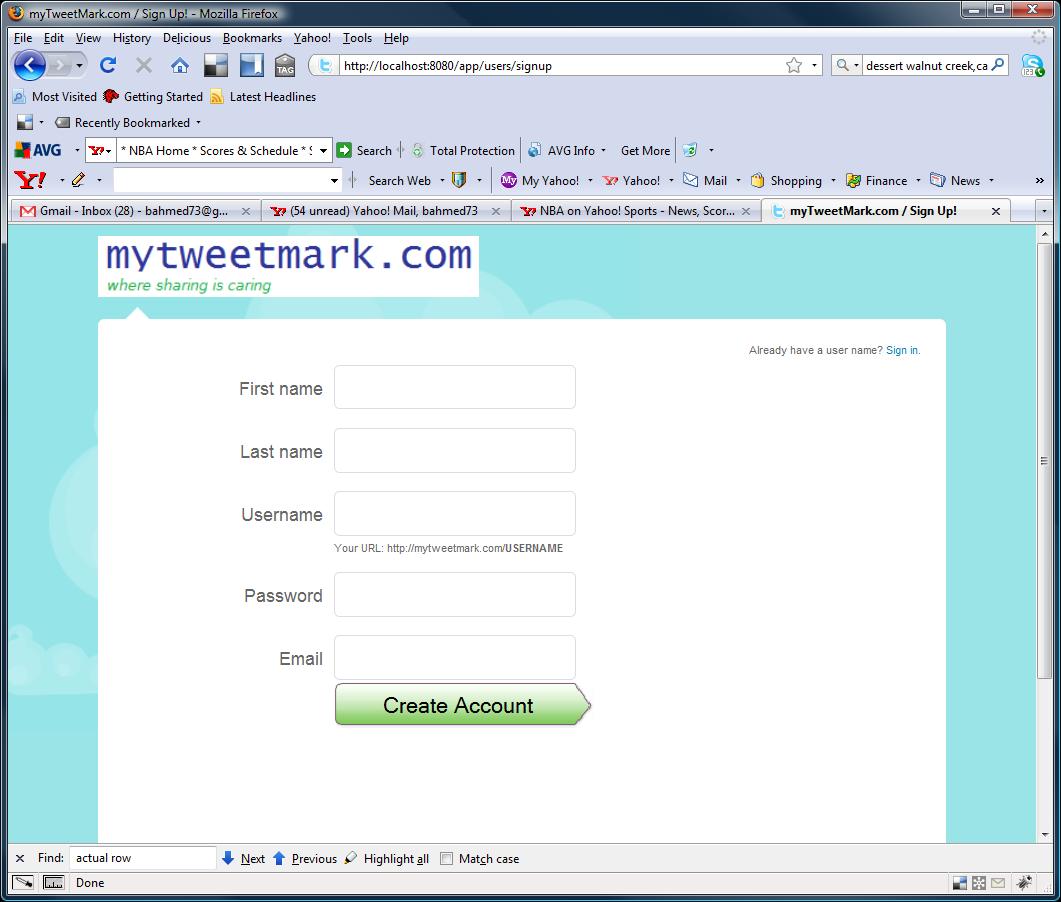 myTweetMark.com / Sign Up! - Mozilla Firefox
File Edit View History Delicious Bookmarks Yahoo! Tools Help
TAG http://localhost:8080/app/users/signup dessert walnut creek,ca 123
Most Visited Getting Started Latest Headlines
Recently Bookmarked
AVG Y! * NBA Home * Scores & Schedule * S Search Total Protection AVG Info Get More
Y! Search Web My My Yahoo! Y! Yahoo! Mail Shopping Finance News »
Gmail - Inbox (28) - bahmed73@g... Y! (54 unread) Yahoo! Mail, bahmed73 Y! NBA on Yahoo! Sports - News, Scor... myTweetMark.com / Sign Up!
mytweetmark.com
where sharing is caring
Already have a user name? Sign in.
First name
Last name
Username
Your URL: http://mytweetmark.com/USERNAME
Password
Email
Create Account
Find: actual row Next Previous Highlight all Match case
Done